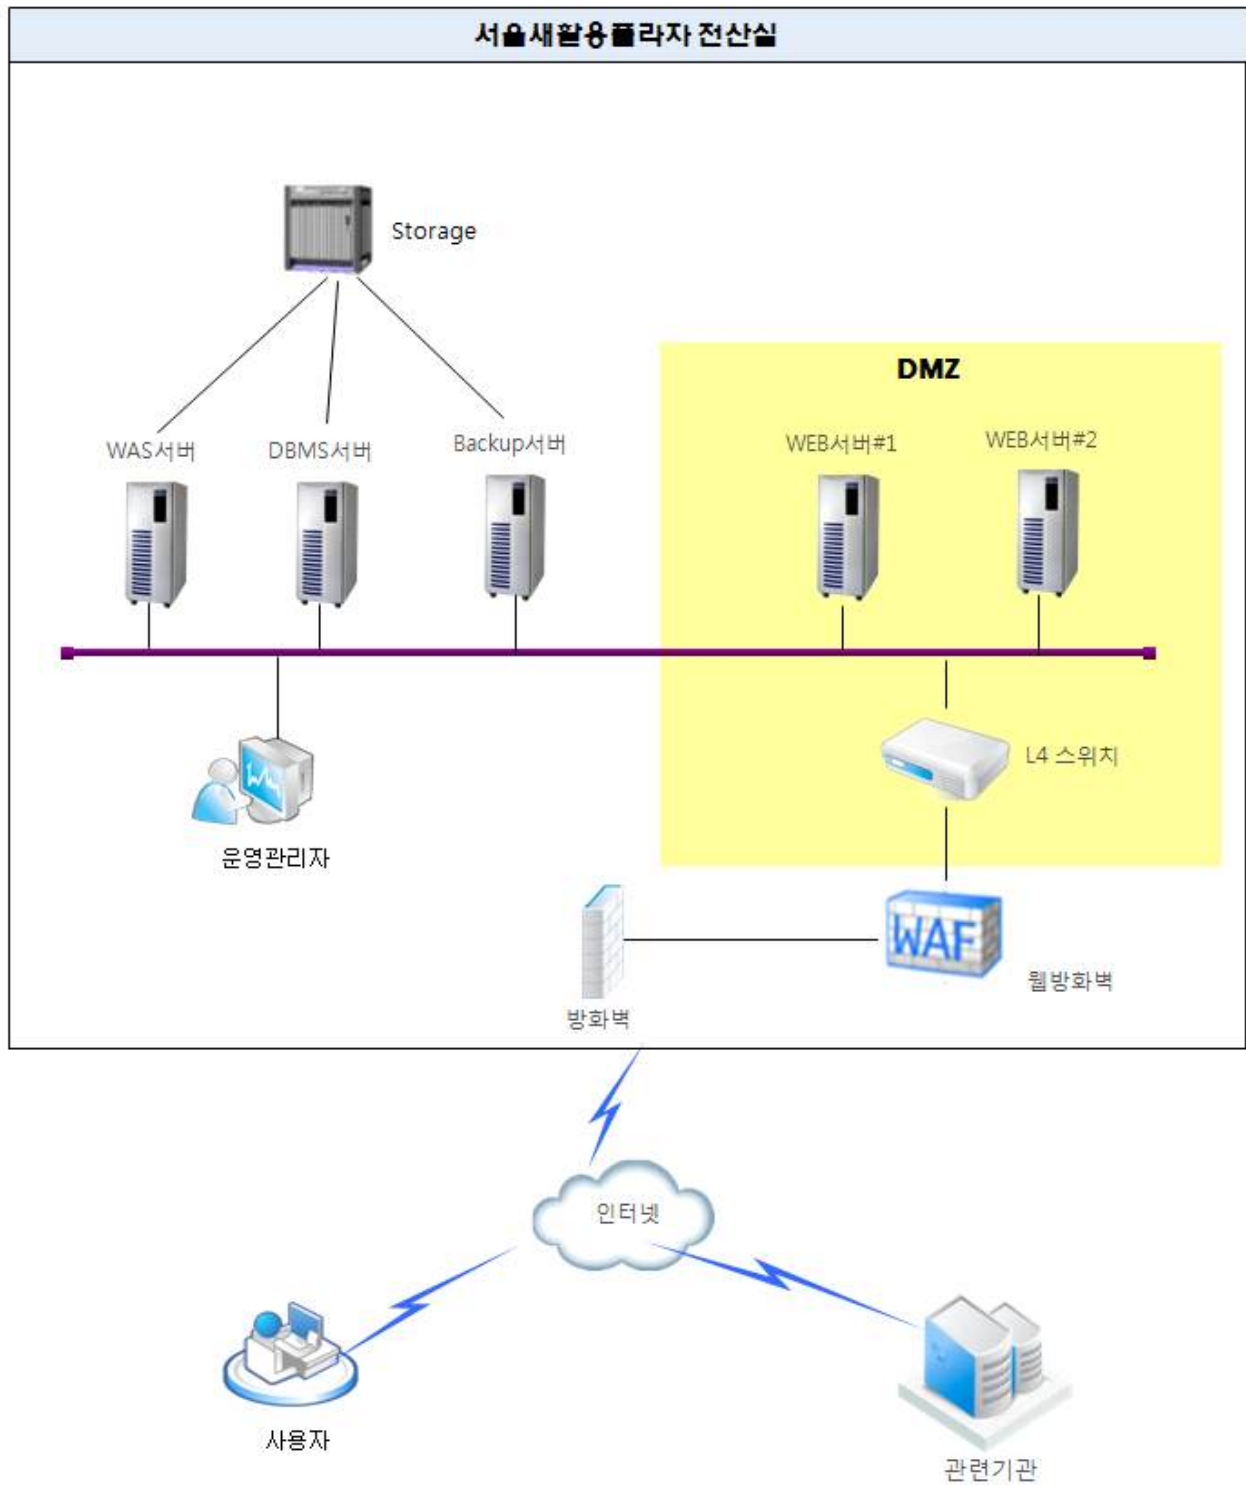 서울새활용플라자 전산실
Storage
DMZ
WAS서버
DBMS서버
Backup서버
WEB서버#1
WEB서버#2
L4 스위치
운영관리자
WAF
웹방화벽
방화벽
인터넷
사용자
관련기관